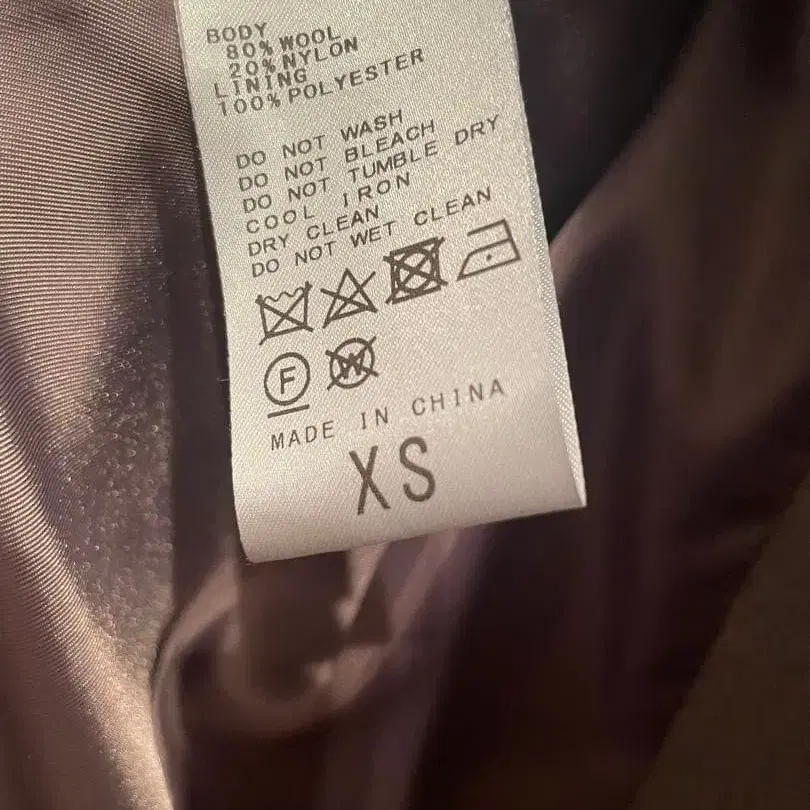 BODY
80% WOOL
20% NYLON
LINING
100% POLYESTER
DO NOT WASH
DO NOT BLEACH
DO NOT TUMBLE DRY
COOL IRON
DRY CLEAN
DO NOT WET CLEAN
F W
MADE IN CHINA
XS